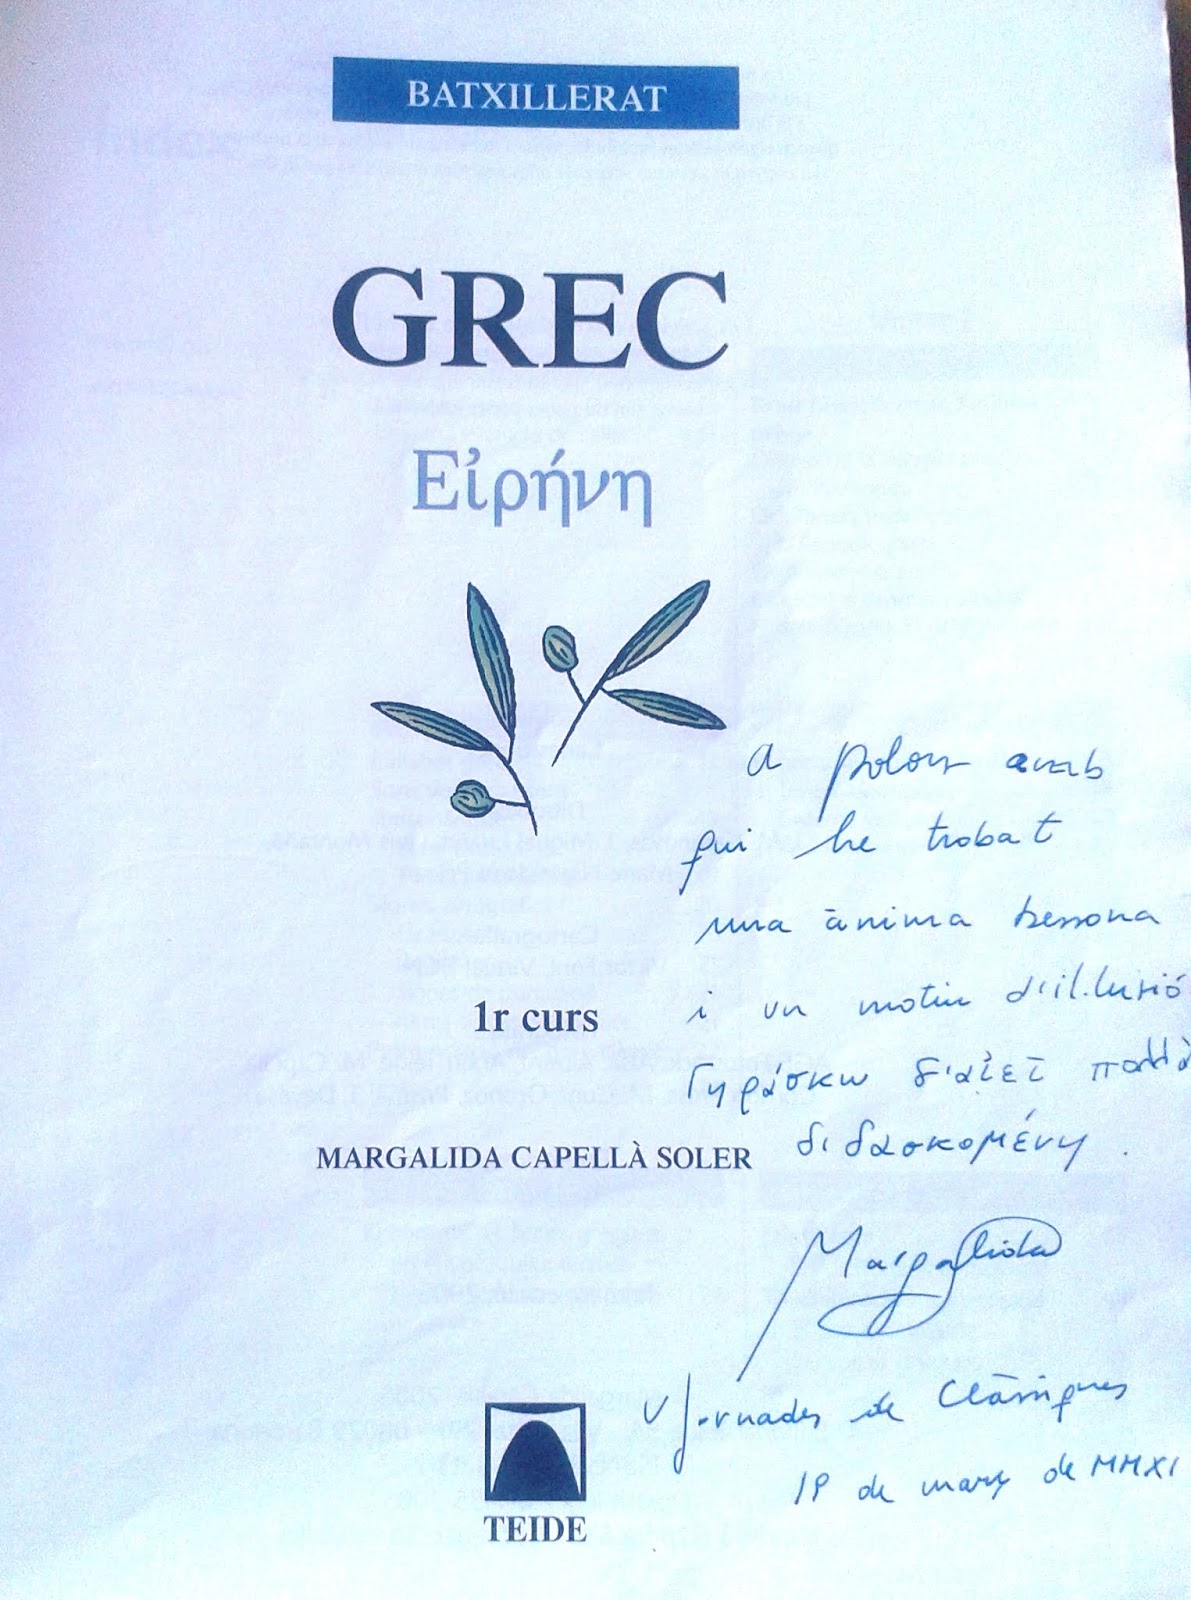 BATXILLERAT
GREC
Εἰρήνη
a amb
qui he trobat
una ànima bessona
i un motiu d'il.lusió
1r curs
Γηράσκω δ'αἰεὶ πολλὰ
διδασκομένη.
MARGALIDA CAPELLÀ SOLER
Margalida
V Jornades de Clàssiques
19 de març de MMXI
TEIDE